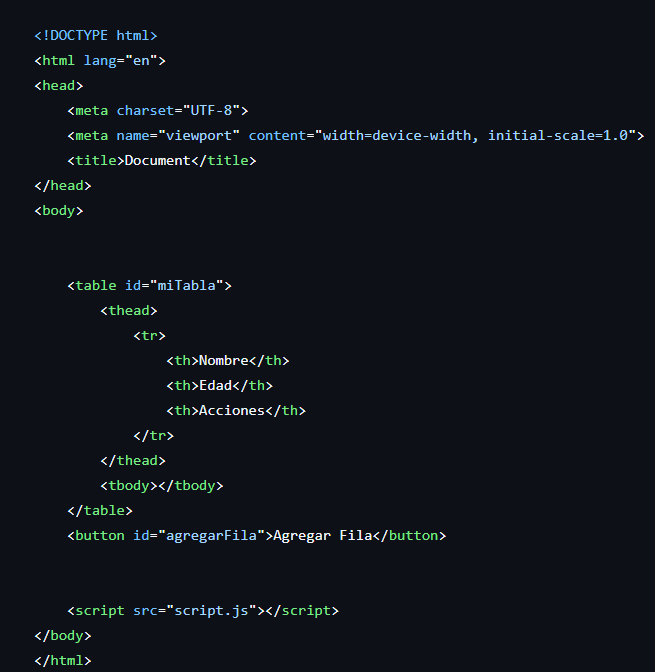 <!DOCTYPE html>
<html lang="en">
<head>
    <meta charset="UTF-8">
    <meta name="viewport" content="width=device-width, initial-scale=1.0">
    <title>Document</title>
</head>
<body>
    <table id="miTabla">
        <thead>
            <tr>
                <th>Nombre</th>
                <th>Edad</th>
                <th>Acciones</th>
            </tr>
        </thead>
        <tbody></tbody>
    </table>
    <button id="agregarFila">Agregar Fila</button>
    <script src="script.js"></script>
</body>
</html>